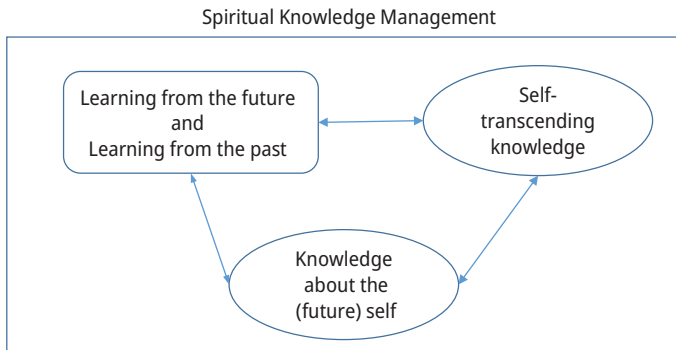 Spiritual Knowledge Management
Learning from the future
and
Learning from the past
Self-
transcending
knowledge
Knowledge
about the
(future) self